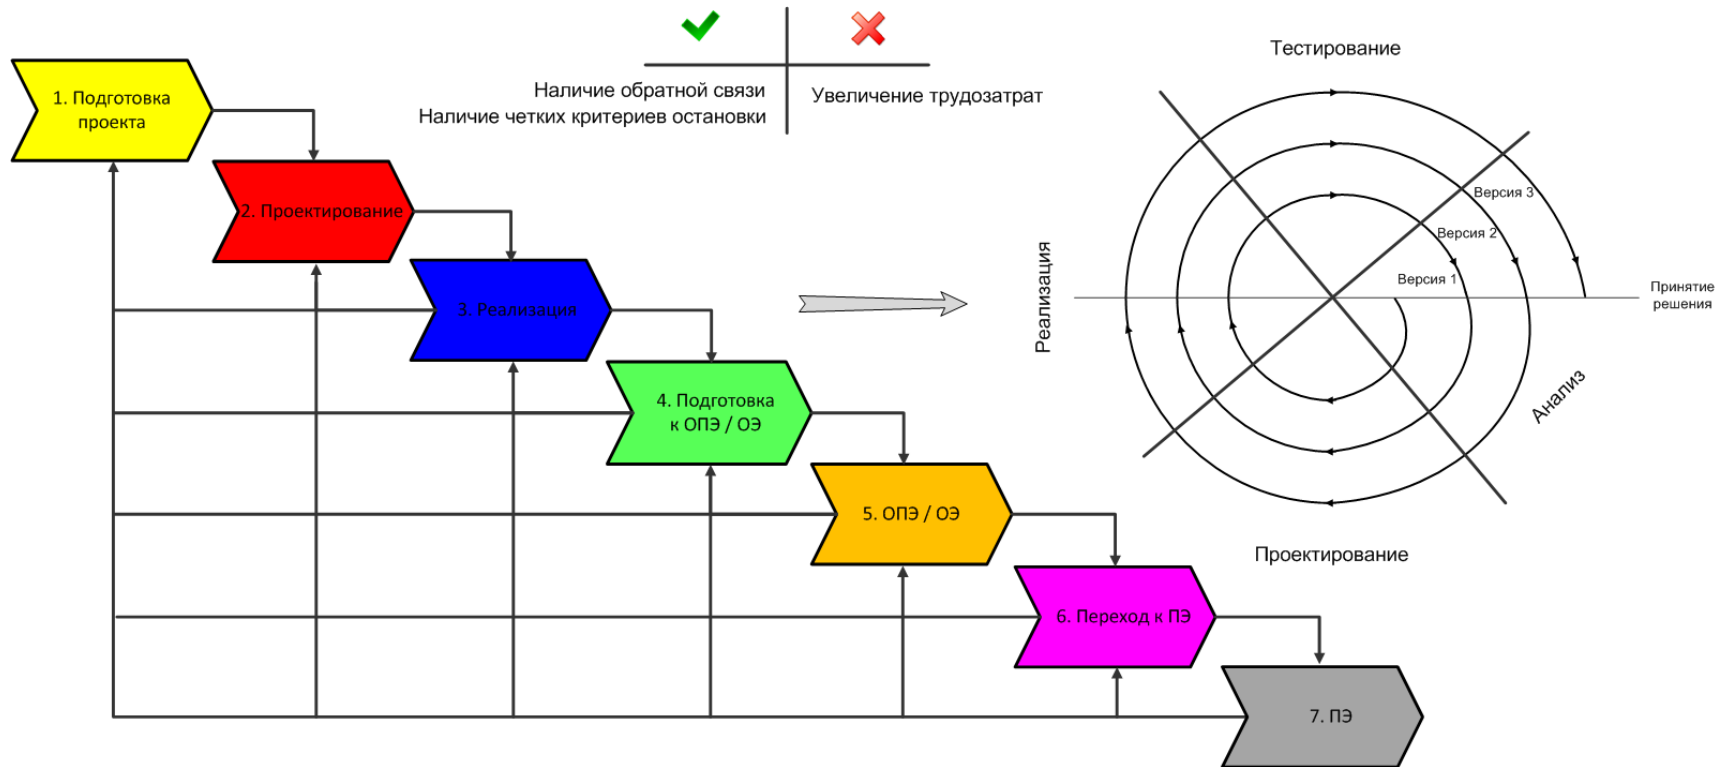 Наличие обратной связи
Наличие четких критериев остановки
Увеличение трудозатрат
1. Подготовка
проекта
2. Проектирование
3. Реализация
4. Подготовка
к ОПЭ / ОЭ
5. ОПЭ / ОЭ
6. Переход к ПЭ
7. ПЭ
Тестирование
Версия 3
Версия 2
Версия 1
Реализация
Принятие
решения
Анализ
Проектирование